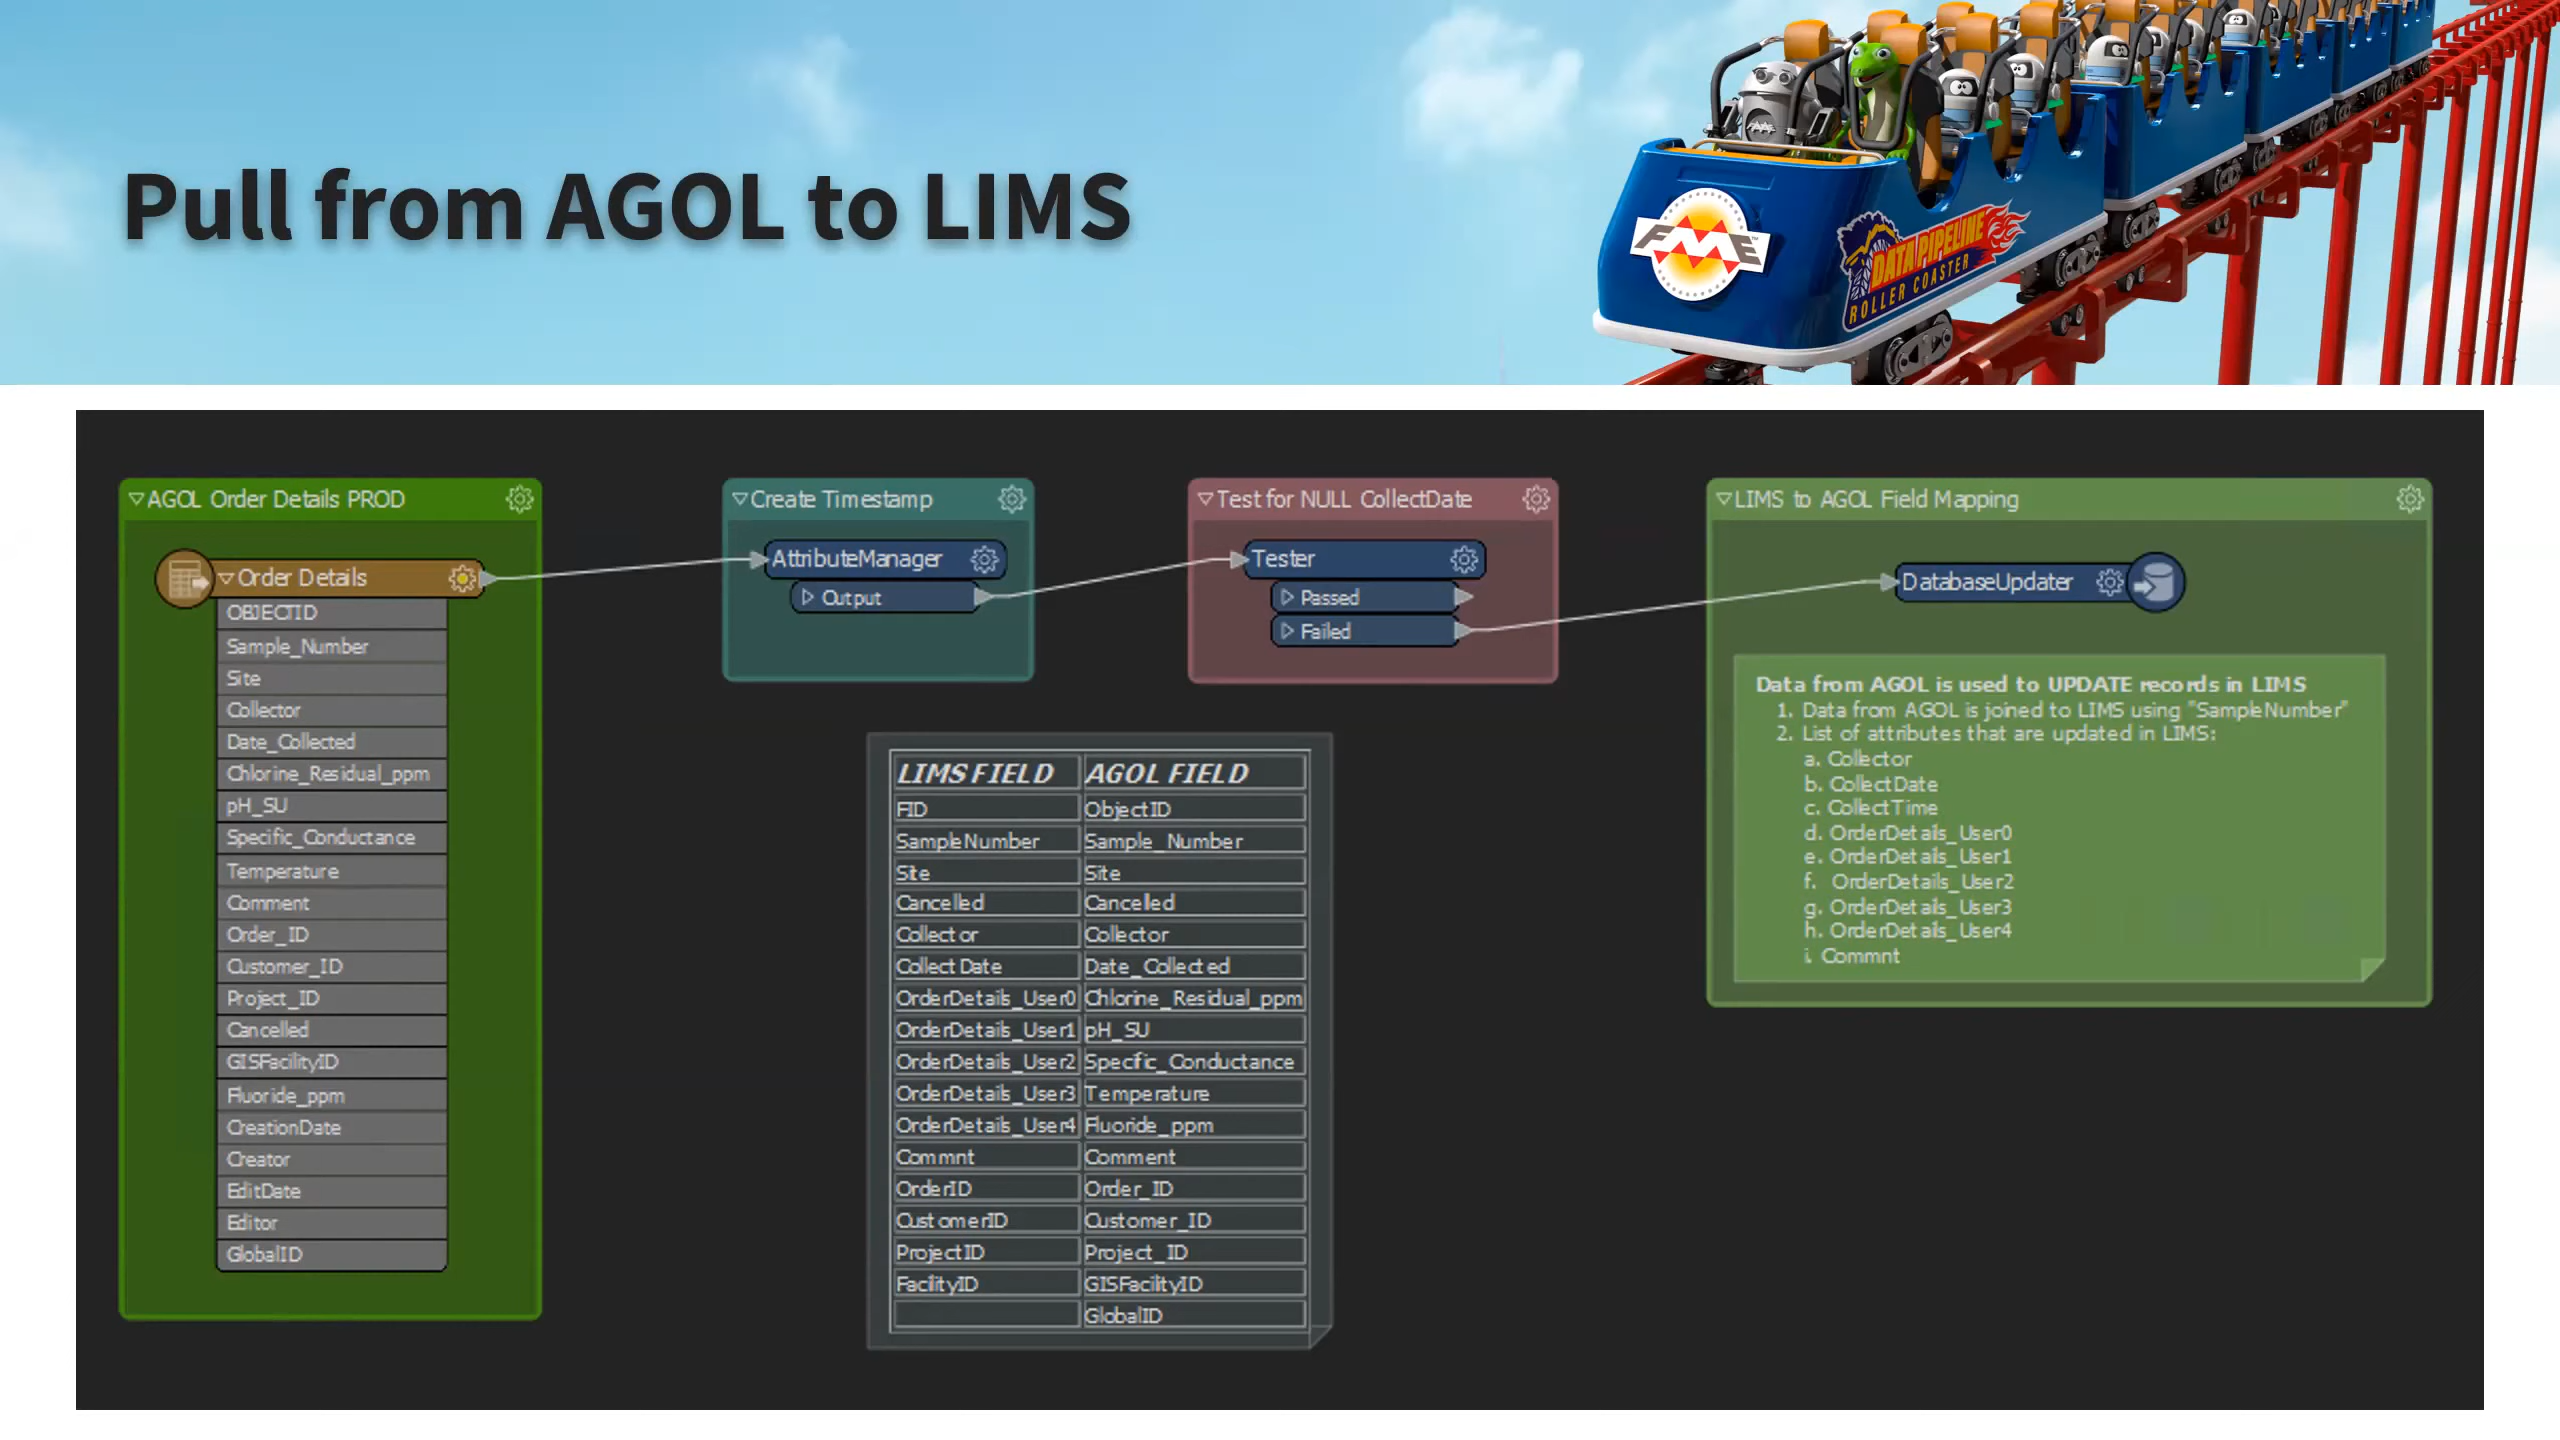 Pull from AGOL to LIMS
FME
DATA PIPELINE
ROLLER COASTER
AGOL Order Details PROD
Order Details
OBJECTID
Sample_Number
Site
Collector
Date_Collected
Chlorine_Residual_ppm
pH_SU
Specific_Conductance
Temperature
Comment
Order_ID
Customer_ID
Project_ID
Cancelled
GISFacilityID
Fluoride_ppm
CreationDate
Creator
EditDate
Editor
GlobalID
Create Timestamp
AttributeManager
Output
Test for NULL CollectDate
Tester
Passed
Failed
LIMS FIELD AGOL FIELD
FID ObjectID
SampleNumber Sample_Number
Site Site
Cancelled Cancelled
Collector Collector
CollectDate Date_Collected
OrderDetails_User0 Chlorine_Residual_ppm
OrderDetails_User1 pH_SU
OrderDetails_User2 Specific_Conductance
OrderDetails_User3 Temperature
OrderDetails_User4 Fluoride_ppm
Commnt Comment
OrderID Order_ID
CustomerID Customer_ID
ProjectID Project_ID
FacilityID GISFacilityID
GlobalID
LIMS to AGOL Field Mapping
DatabaseUpdater
Data from AGOL is used to UPDATE records in LIMS
1. Data from AGOL is joined to LIMS using "SampleNumber"
2. List of attributes that are updated in LIMS:
a. Collector
b. CollectDate
c. CollectTime
d. OrderDetails_User0
e. OrderDetails_User1
f. OrderDetails_User2
g. OrderDetails_User3
h. OrderDetails_User4
i. Commnt